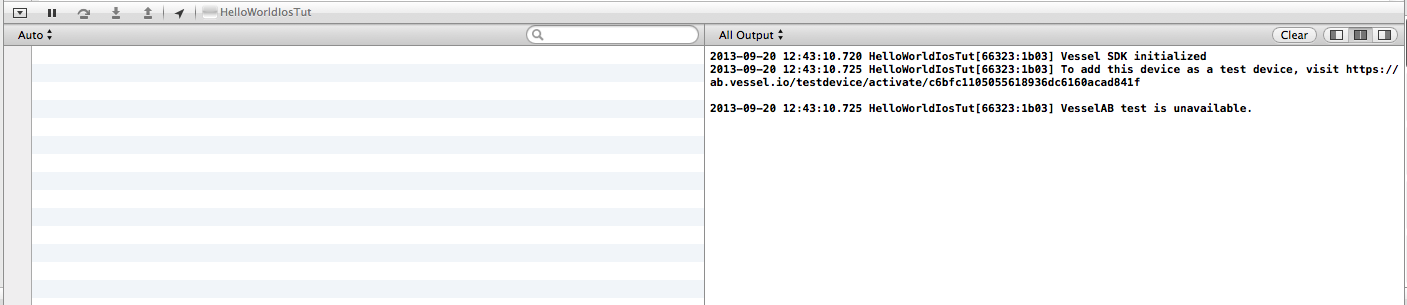 HelloWorldIosTut
Auto
All Output
Clear
2013-09-20 12:43:10.720 HelloWorldIosTut[66323:1b03] Vessel SDK initialized
2013-09-20 12:43:10.725 HelloWorldIosTut[66323:1b03] To add this device as a test device, visit https://
ab.vessel.io/testdevice/activate/c6bfc1105055618936dc6160acad841f
2013-09-20 12:43:10.725 HelloWorldIosTut[66323:1b03] VesselAB test is unavailable.